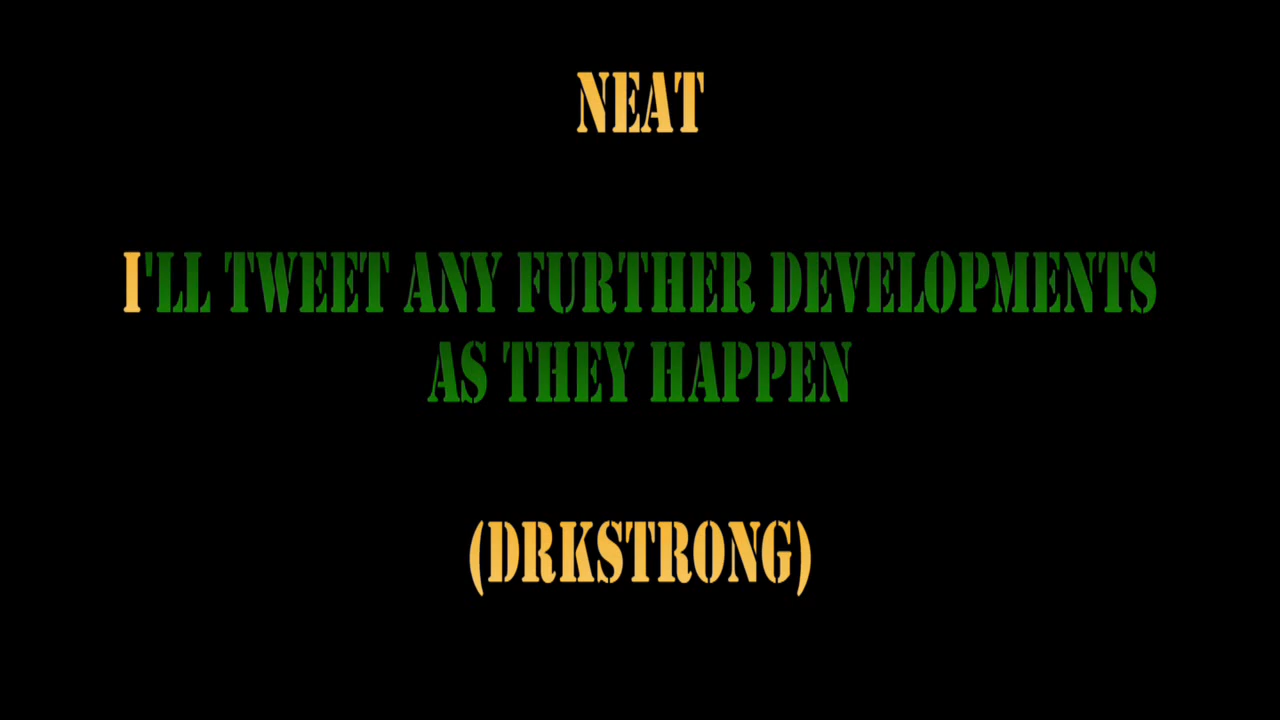 NEAT
I'LL TWEET ANY FURTHER DEVELOPMENTS
AS THEY HAPPEN
(DRKSTRONG)